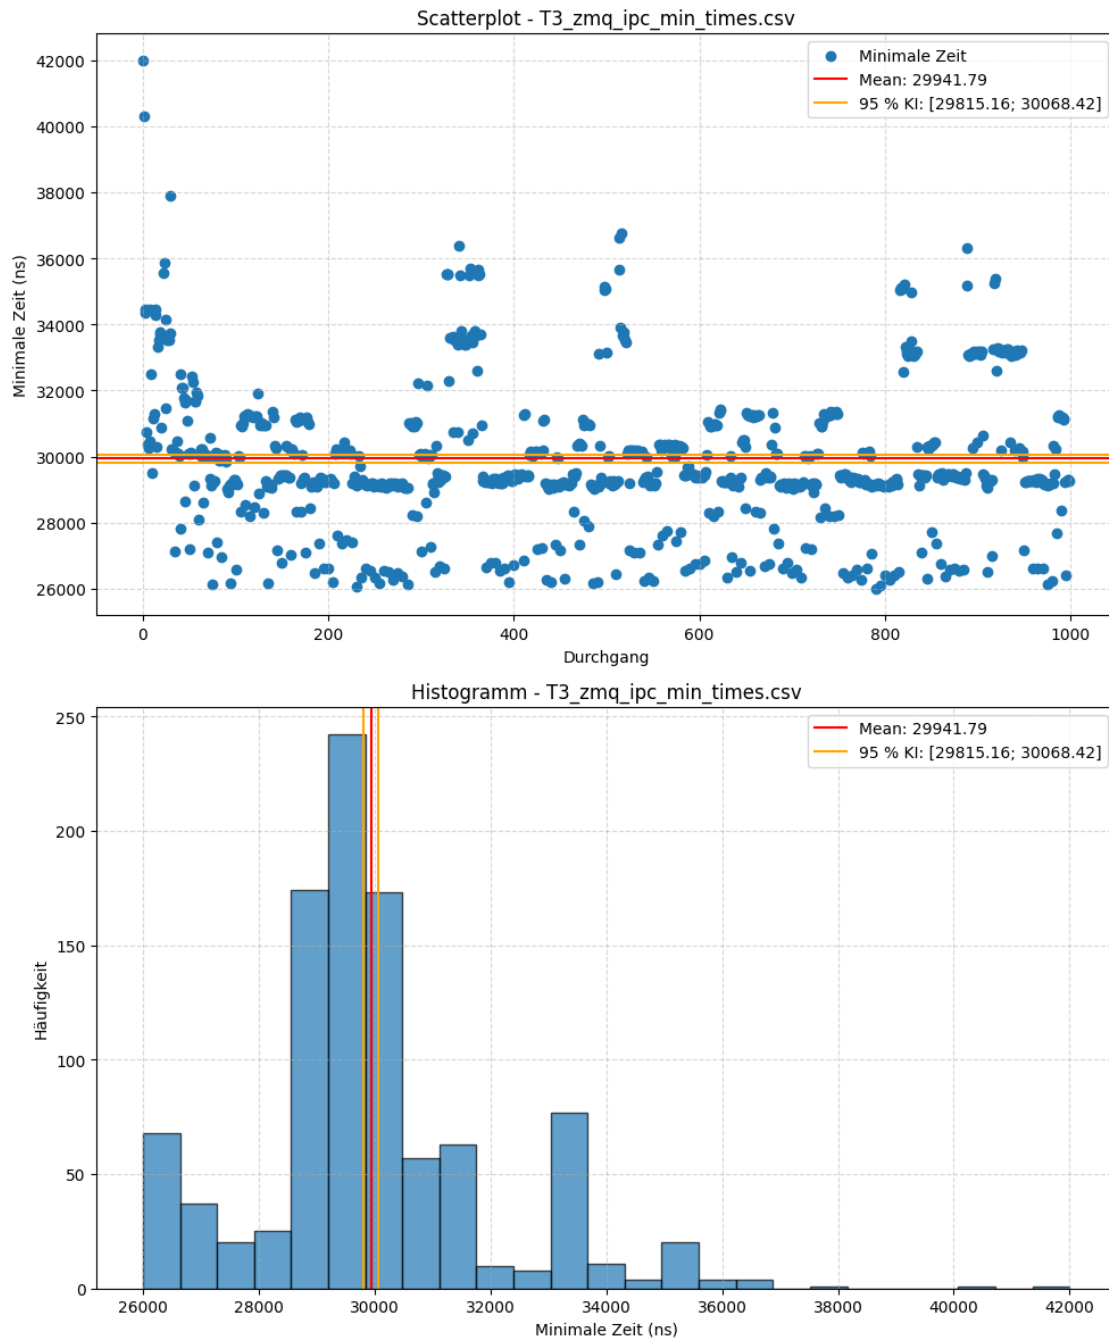 Scatterplot - T3_zmq_ipc_min_times.csv
Minimale Zeit
Mean: 29941.79
95 % KI: [29815.16; 30068.42]
42000
40000
38000
36000
34000
32000
30000
28000
26000
Minimale Zeit (ns)
0 200 400 600 800 1000
Durchgang
Histogramm - T3_zmq_ipc_min_times.csv
Mean: 29941.79
95 % KI: [29815.16; 30068.42]
250
200
150
100
50
0
Häufigkeit
26000 28000 30000 32000 34000 36000 38000 40000 42000
Minimale Zeit (ns)